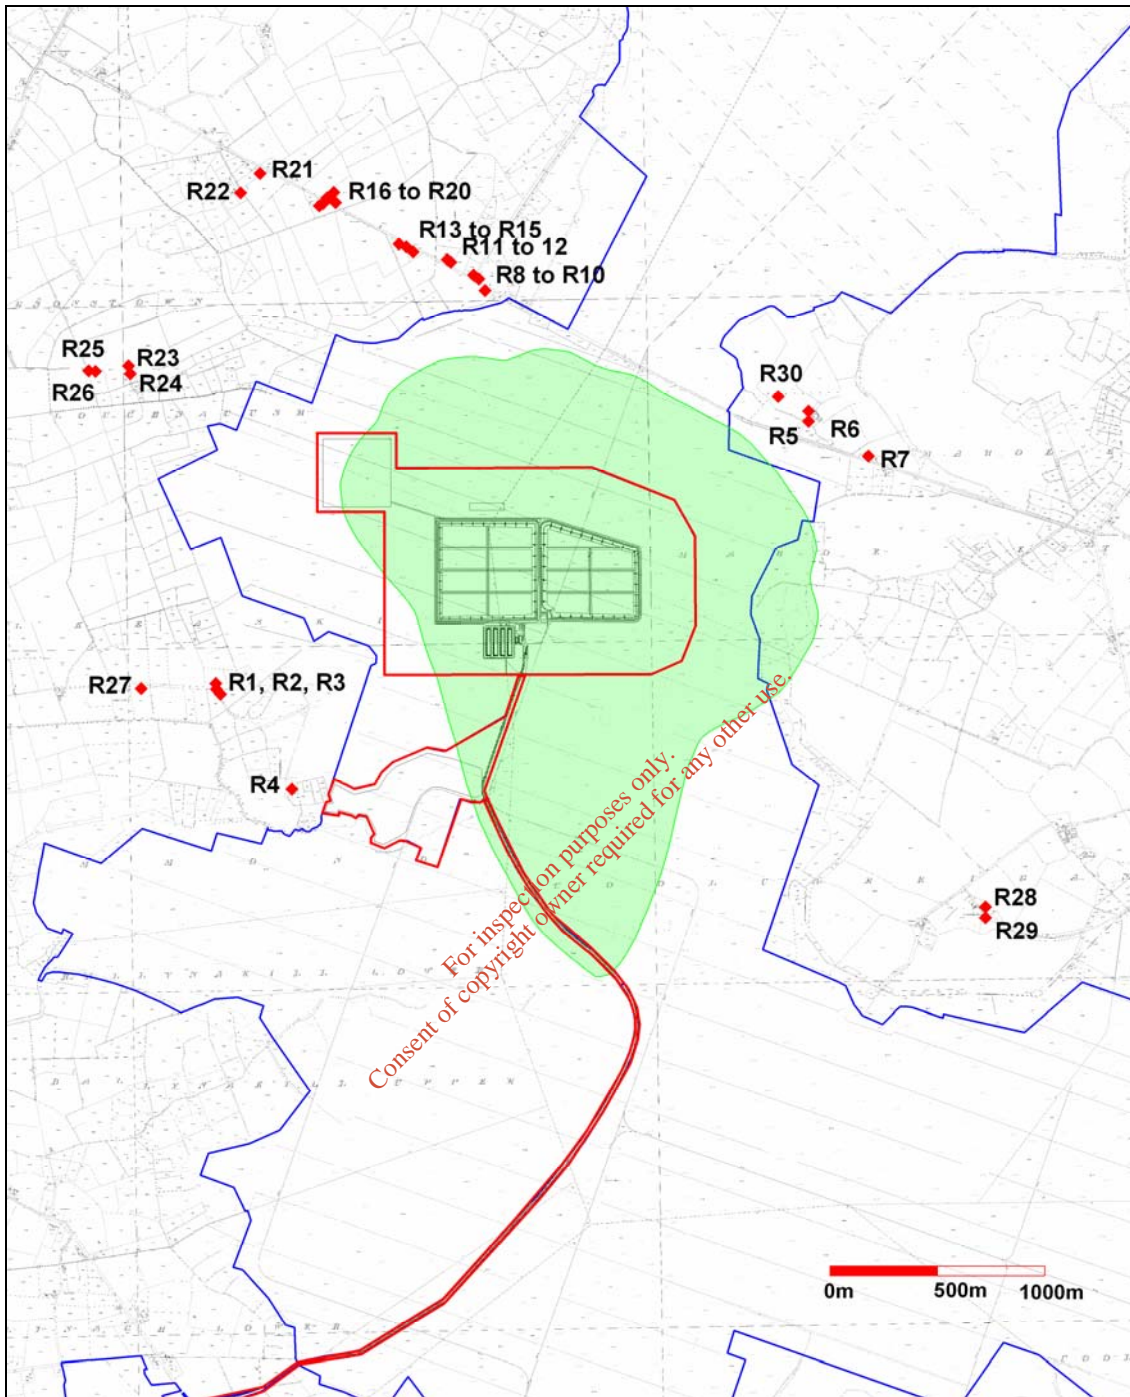 R21
R22
R16 to R20
R13 to R15
R11 to 12
R8 to R10
R25
R23
R26
R24
R30
R6
R5
R7
R27
R1, R2, R3
R4
R28
R29
For inspection purposes only.
Consent of copyright owner required for any other use.
0m
500m
1000m